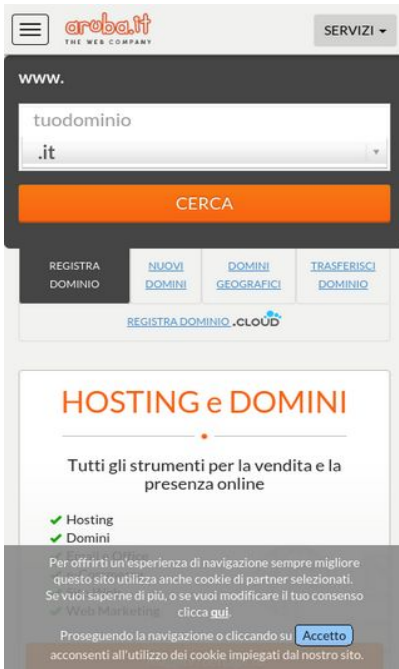 aruba.it
THE WEB COMPANY
SERVIZI
www.
tuodominio
.it
CERCA
REGISTRA DOMINIO
NUOVI DOMINI
DOMINI GEOGRAFICI
TRASFERISCI DOMINIO
REGISTRA DOMINIO .CLOUD
HOSTING e DOMINI
Tutti gli strumenti per la vendita e la
presenza online
Hosting
Domini
Email e Office
Web Marketing
Per offrirti un'esperienza di navigazione sempre migliore
questo sito utilizza anche cookie di partner selezionati.
Se vuoi saperne di più, o se vuoi modificare il tuo consenso
clicca qui.
Proseguendo la navigazione o cliccando su Accetto
acconsenti all'utilizzo dei cookie impiegati dal nostro sito.